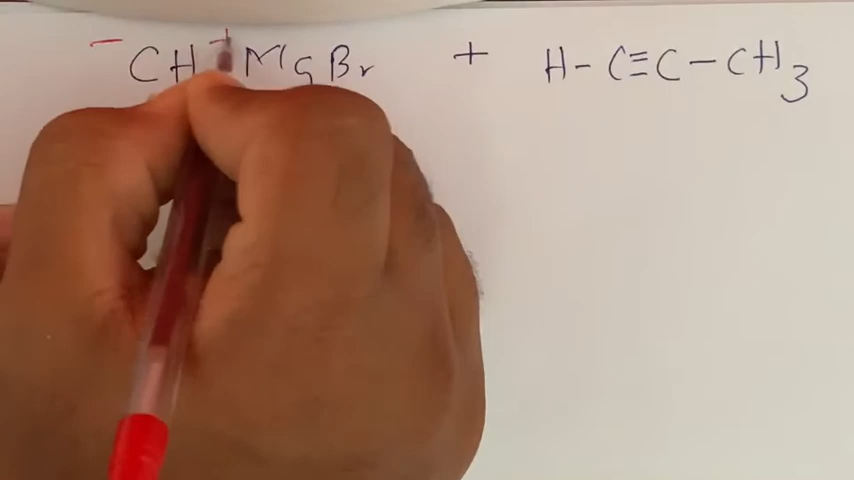 ⁻ CH ⁺MgBr + H-C≡C-CH₃